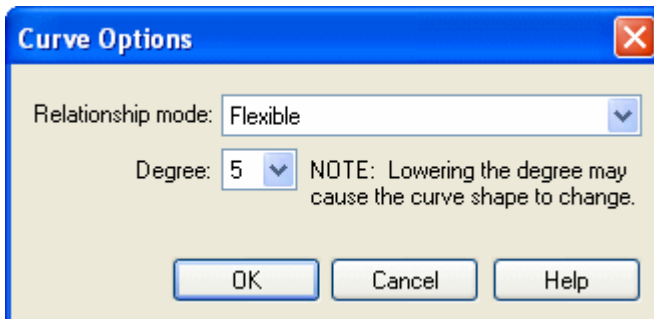 Curve Options
Relationship mode: Flexible
Degree: 5 NOTE: Lowering the degree may
cause the curve shape to change.
OK Cancel Help